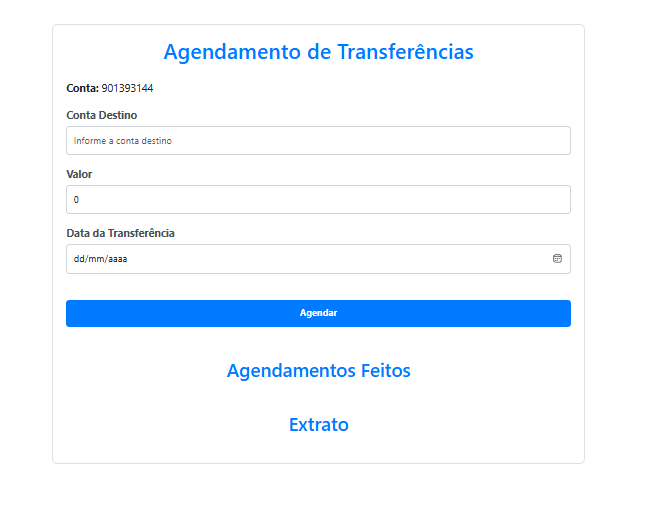 Agendamento de Transferências
Conta: 901393144
Conta Destino
Informe a conta destino
Valor
0
Data da Transferência
dd/mm/aaaa
Agendar
Agendamentos Feitos
Extrato